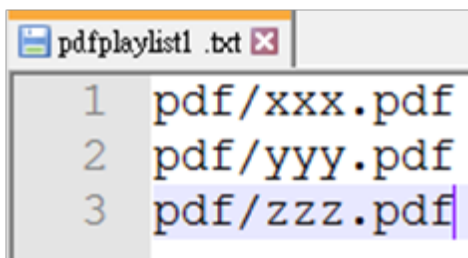 pdfplaylist1 .txt
1 pdf/xxx.pdf
2 pdf/yyy.pdf
3 pdf/zzz.pdf